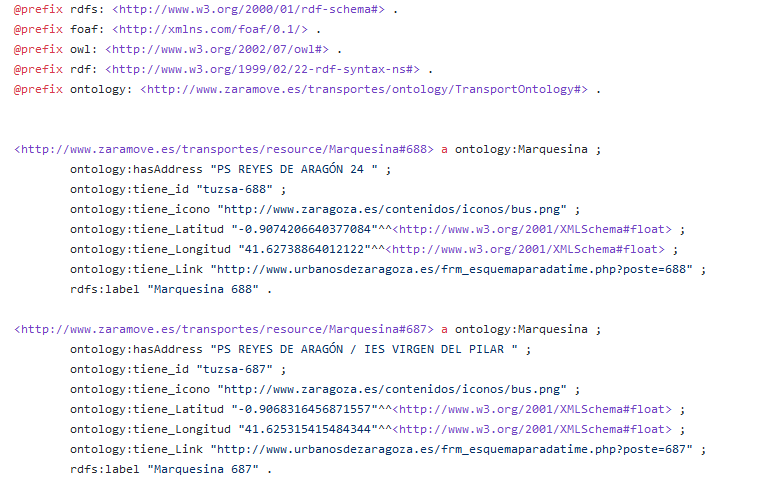 @prefix rdfs: <http://www.w3.org/2000/01/rdf-schema#> .
@prefix foaf: <http://xmlns.com/foaf/0.1/> .
@prefix owl: <http://www.w3.org/2002/07/owl#> .
@prefix rdf: <http://www.w3.org/1999/02/22-rdf-syntax-ns#> .
@prefix ontology: <http://www.zaramove.es/transportes/ontology/TransportOntology#> .
<http://www.zaramove.es/transportes/resource/Marquesina#688> a ontology:Marquesina ;
ontology:hasAddress "PS REYES DE ARAGÓN 24 " ;
ontology:tiene_id "tuzsa-688" ;
ontology:tiene_icono "http://www.zaragoza.es/contenidos/iconos/bus.png" ;
ontology:tiene_Latitud "-0.9074206640377084"^^<http://www.w3.org/2001/XMLSchema#float> ;
ontology:tiene_Longitud "41.62738864012122"^^<http://www.w3.org/2001/XMLSchema#float> ;
ontology:tiene_Link "http://www.urbanosdezaragoza.es/frm_esquemaparadatime.php?poste=688" ;
rdfs:label "Marquesina 688" .
<http://www.zaramove.es/transportes/resource/Marquesina#687> a ontology:Marquesina ;
ontology:hasAddress "PS REYES DE ARAGÓN / IES VIRGEN DEL PILAR " ;
ontology:tiene_id "tuzsa-687" ;
ontology:tiene_icono "http://www.zaragoza.es/contenidos/iconos/bus.png" ;
ontology:tiene_Latitud "-0.9068316456871557"^^<http://www.w3.org/2001/XMLSchema#float> ;
ontology:tiene_Longitud "41.625315415484344"^^<http://www.w3.org/2001/XMLSchema#float> ;
ontology:tiene_Link "http://www.urbanosdezaragoza.es/frm_esquemaparadatime.php?poste=687" ;
rdfs:label "Marquesina 687" .